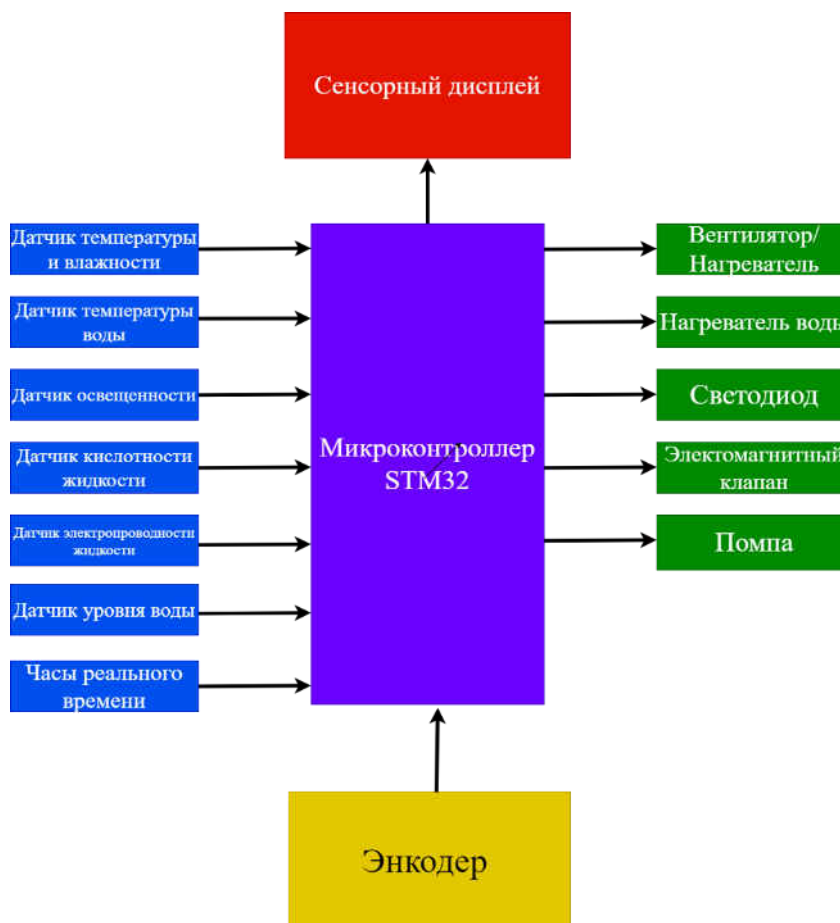 Сенсорный дисплей
Датчик температуры
и влажности
Датчик температуры
воды
Датчик освещенности
Датчик кислотности
жидкости
Датчик электропроводности
жидкости
Датчик уровня воды
Часы реального
времени
Микроконтроллер
STM32
Вентилятор/
Нагреватель
Нагреватель воды
Светодиод
Электомагнитный
клапан
Помпа
Энкодер